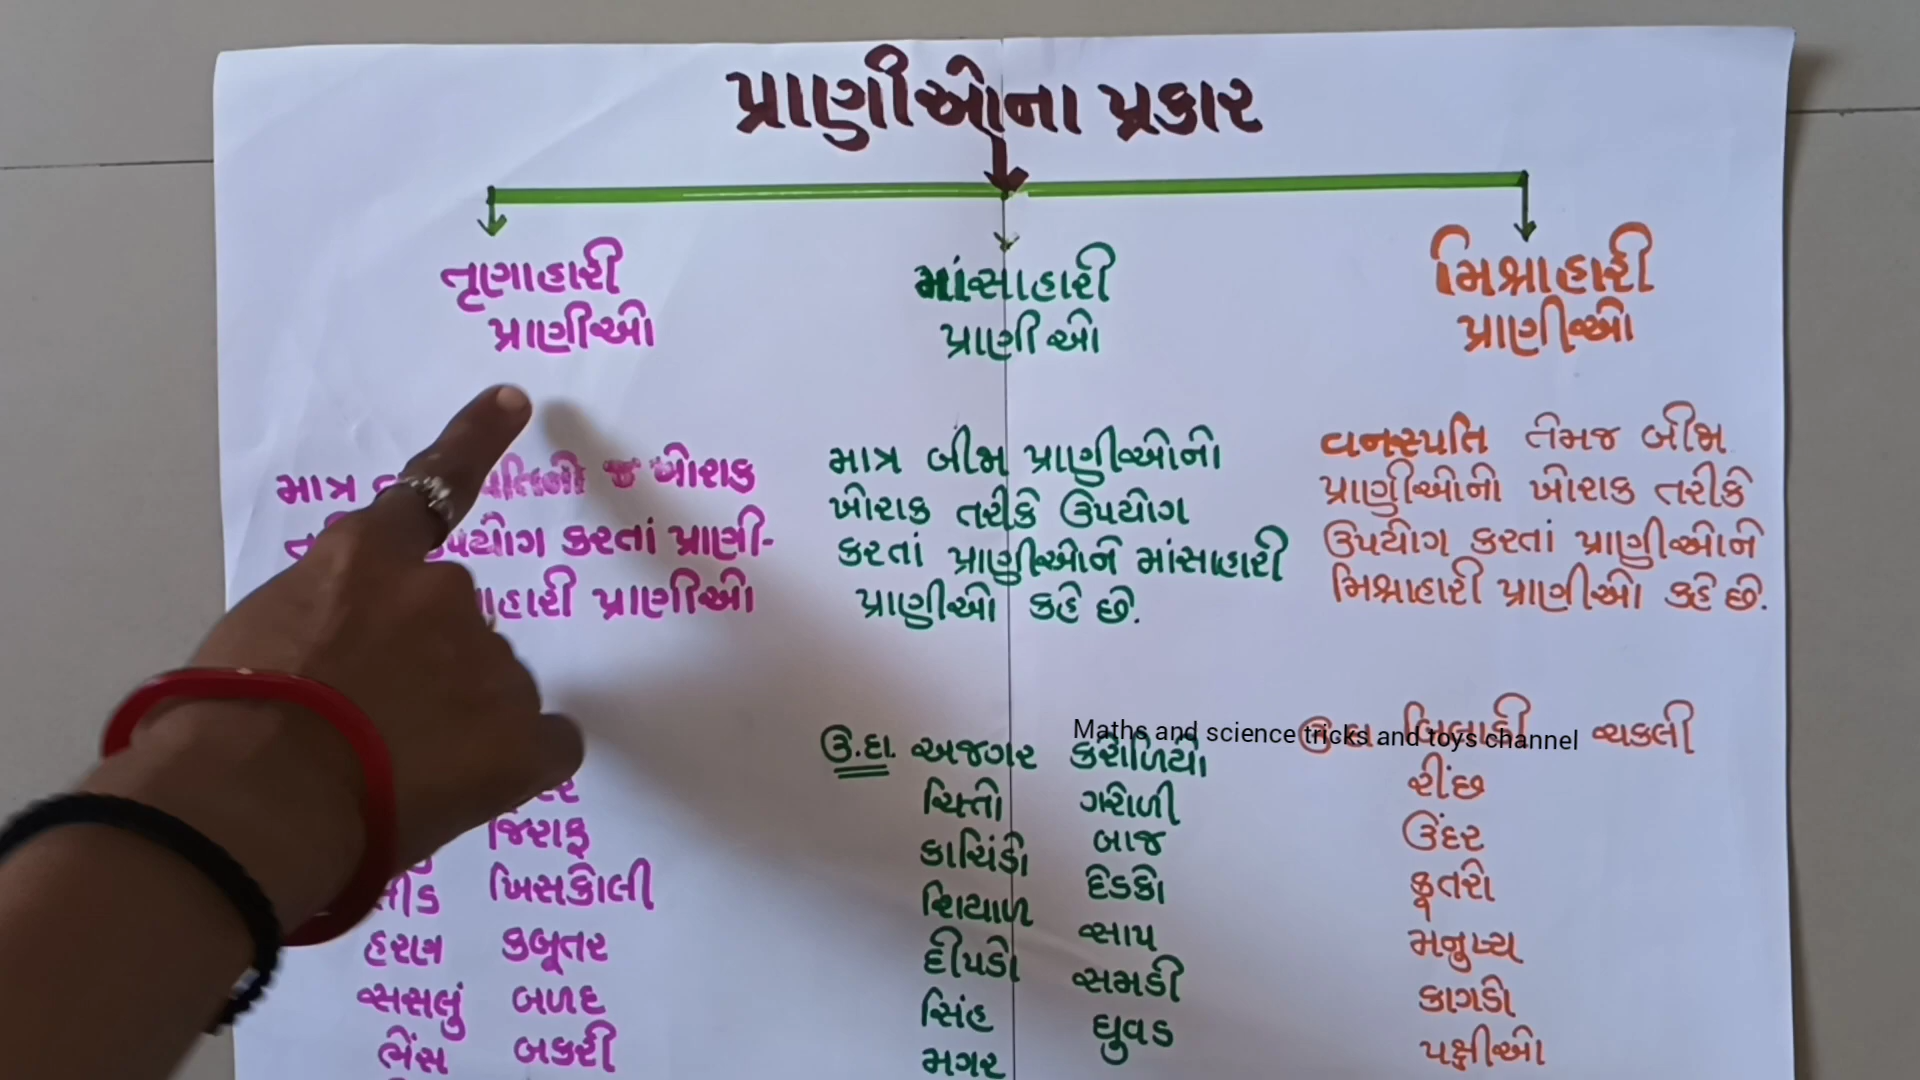 પ્રાણીઓના પ્રકાર
તૃણાહારી
પ્રાણીઓ
માત્ર જ ખોરાક
ઉપયોગ કરતાં પ્રાણી-
પ્રાણીઓ
જિરાફ
ખિસકોલી
હરણ કબૂતર
સસલું બળદ
ભેંસ બકરી
માંસાહારી
પ્રાણીઓ
માત્ર બીજા પ્રાણીઓનો
ખોરાક તરીકે ઉપયોગ
કરતાં પ્રાણીઓને માંસાહારી
પ્રાણીઓ કહે છે.
ઉ.દા. અજગર કરોળિયો
ચિત્તો ગરોળી
કાચિંડો બાજ
શિયાળ દેડકો
દીપડો સાપ
સિંહ સમડી
મગર ઘુવડ
મિશ્રાહારી
પ્રાણીઓ
વનસ્પતિ તેમજ બીજા
પ્રાણીઓનો ખોરાક તરીકે
ઉપયોગ કરતાં પ્રાણીઓને
મિશ્રાહારી પ્રાણીઓ કહે છે.
ઉ.દા. બિલાડી ચકલી
રીંછ
ઉંદર
કૂતરો
મનુષ્ય
કાગડો
પક્ષીઓ
Maths and science tricks and toys channel